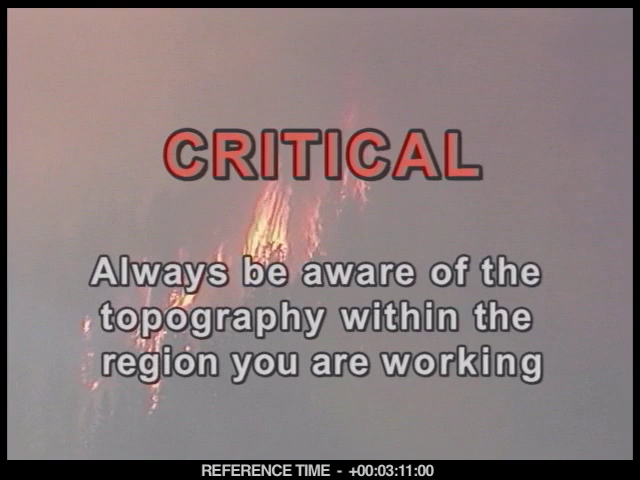 CRITICAL
Always be aware of the
topography within the
region you are working
REFERENCE TIME - +00:03:11:00